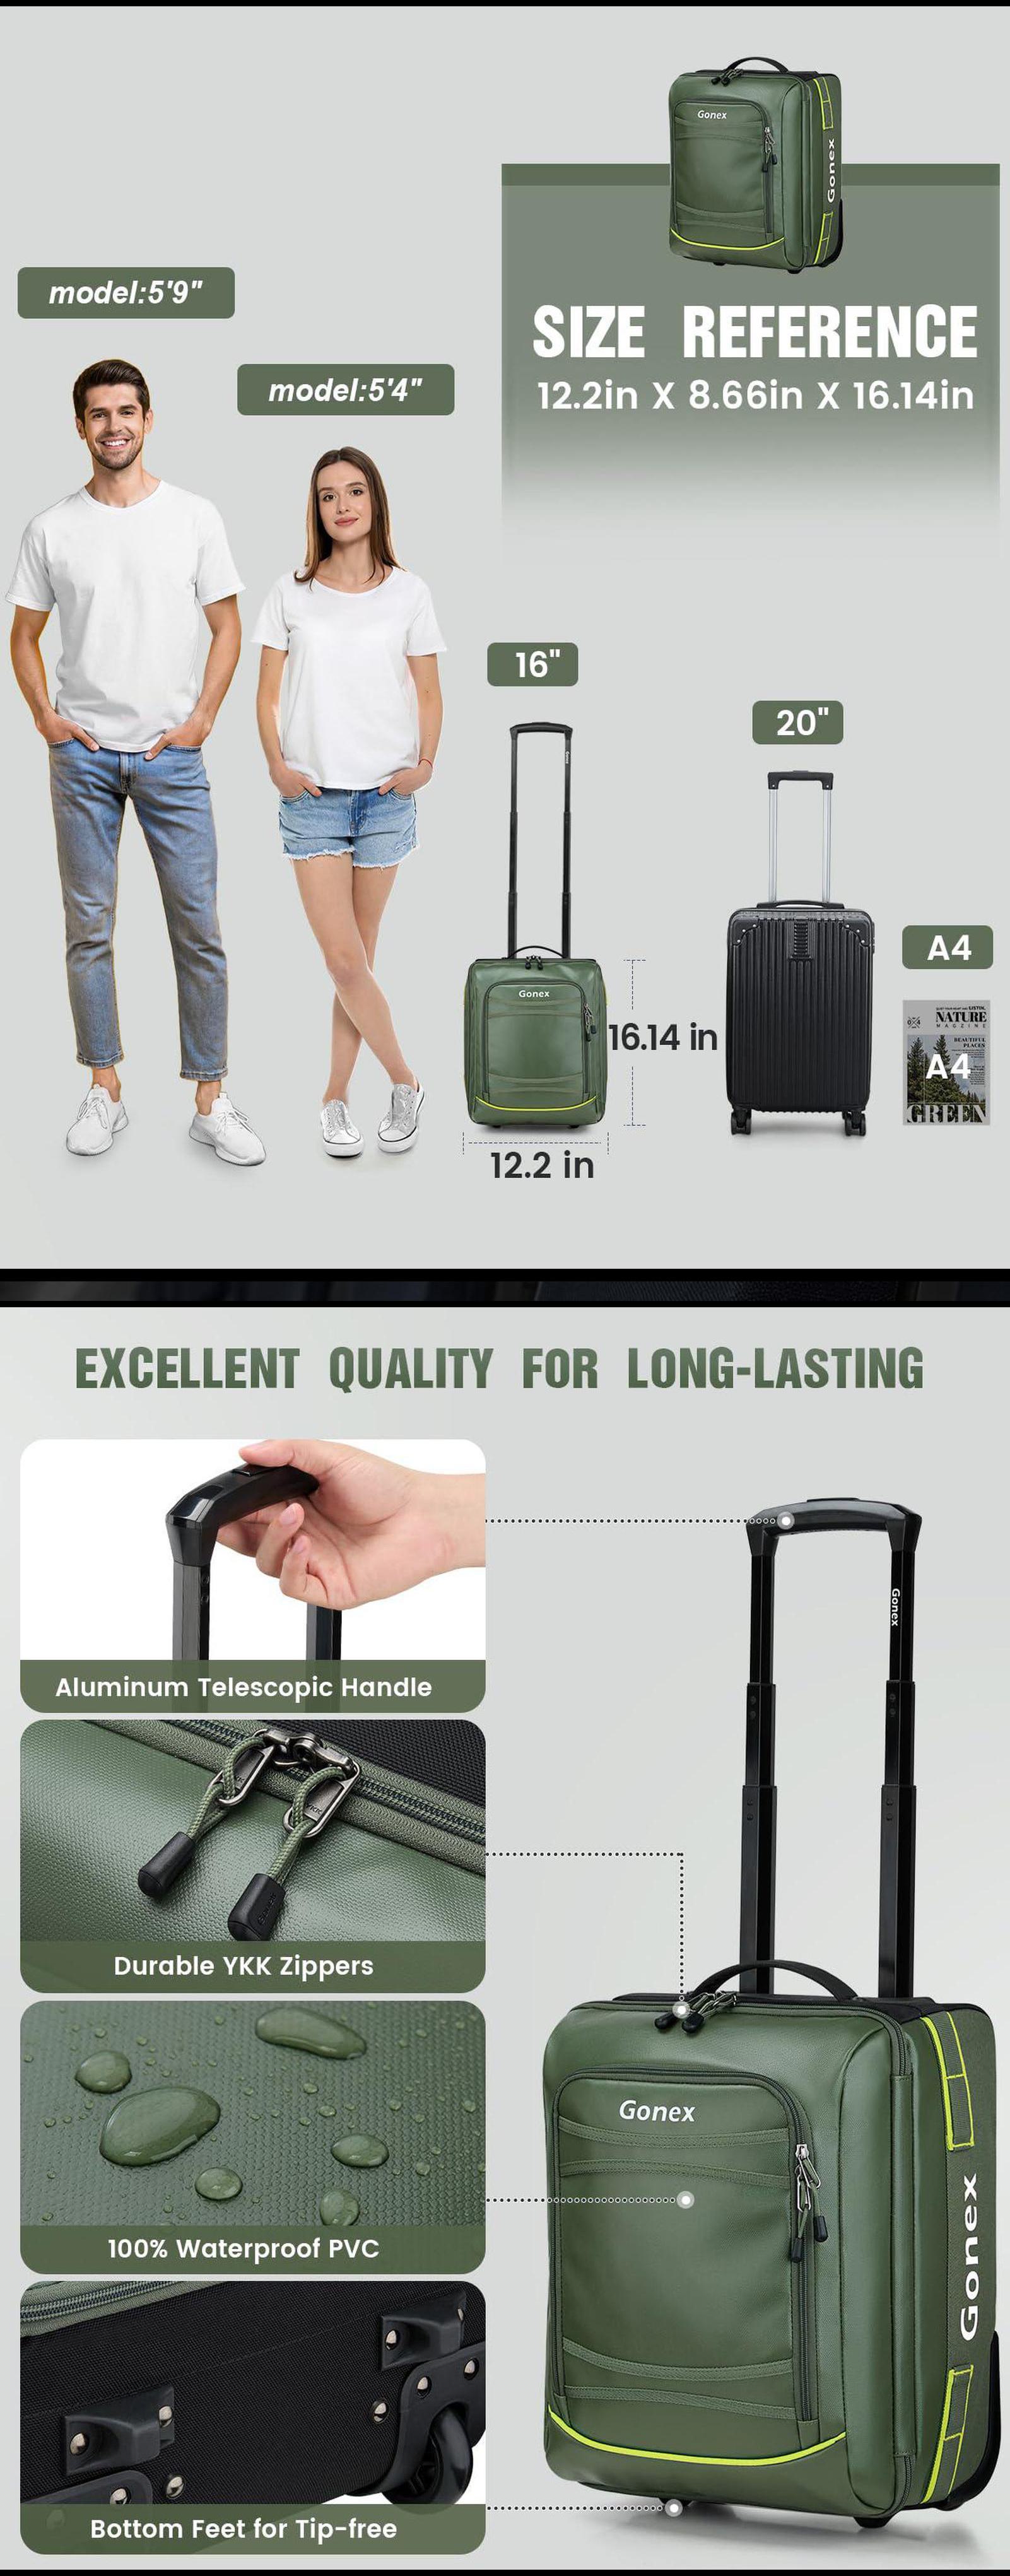 Gonex
Gonex
model:5'9"
SIZE REFERENCE
12.2in X 8.66in X 16.14in
model:5'4"
16"
20"
Gonex
16.14 in
12.2 in
A4
NATURE
BEAUTIFUL
PLACES
A4
GREEN
EXCELLENT QUALITY FOR LONG-LASTING
Aluminum Telescopic Handle
Gonex
Durable YKK Zippers
Gonex
Gonex
100% Waterproof PVC
Bottom Feet for Tip-free